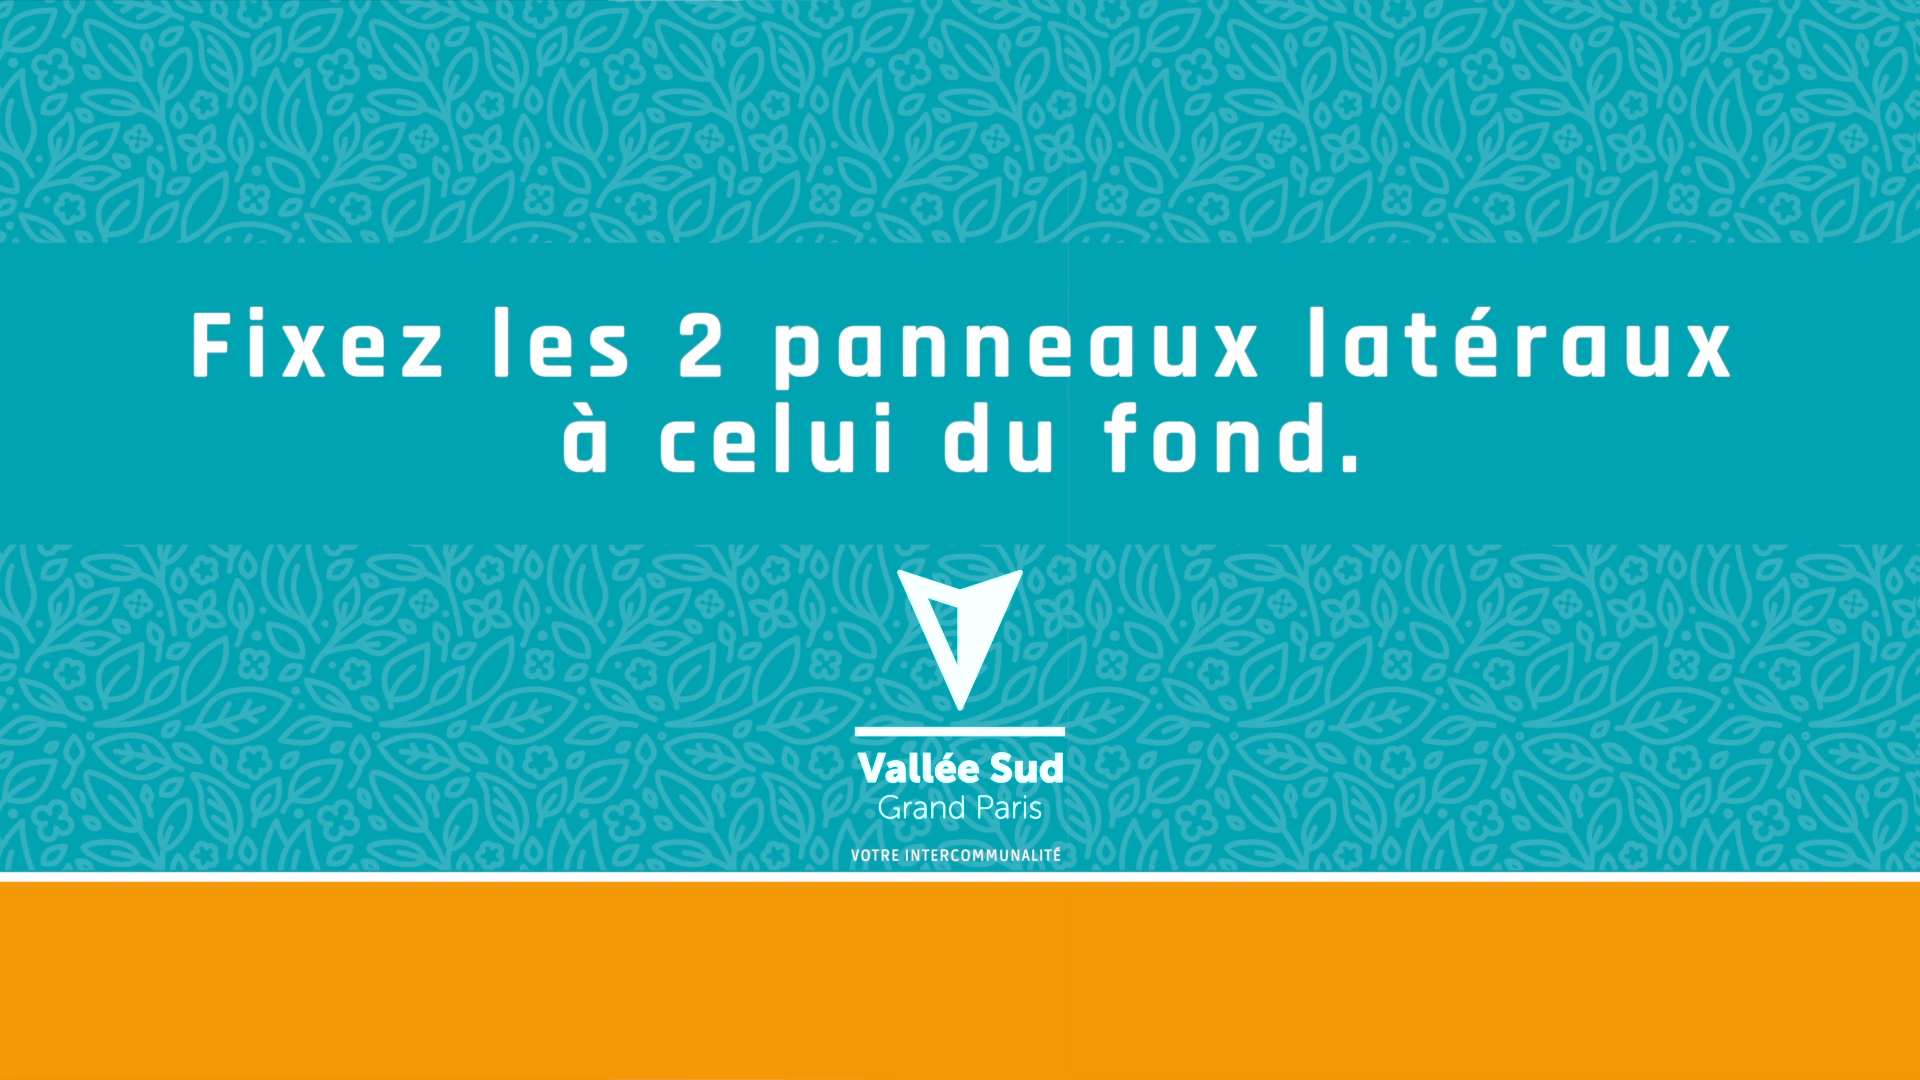 Fixez les 2 panneaux latéraux
à celui du fond.
Vallée Sud
Grand Paris
VOTRE INTERCOMMUNALITÉ